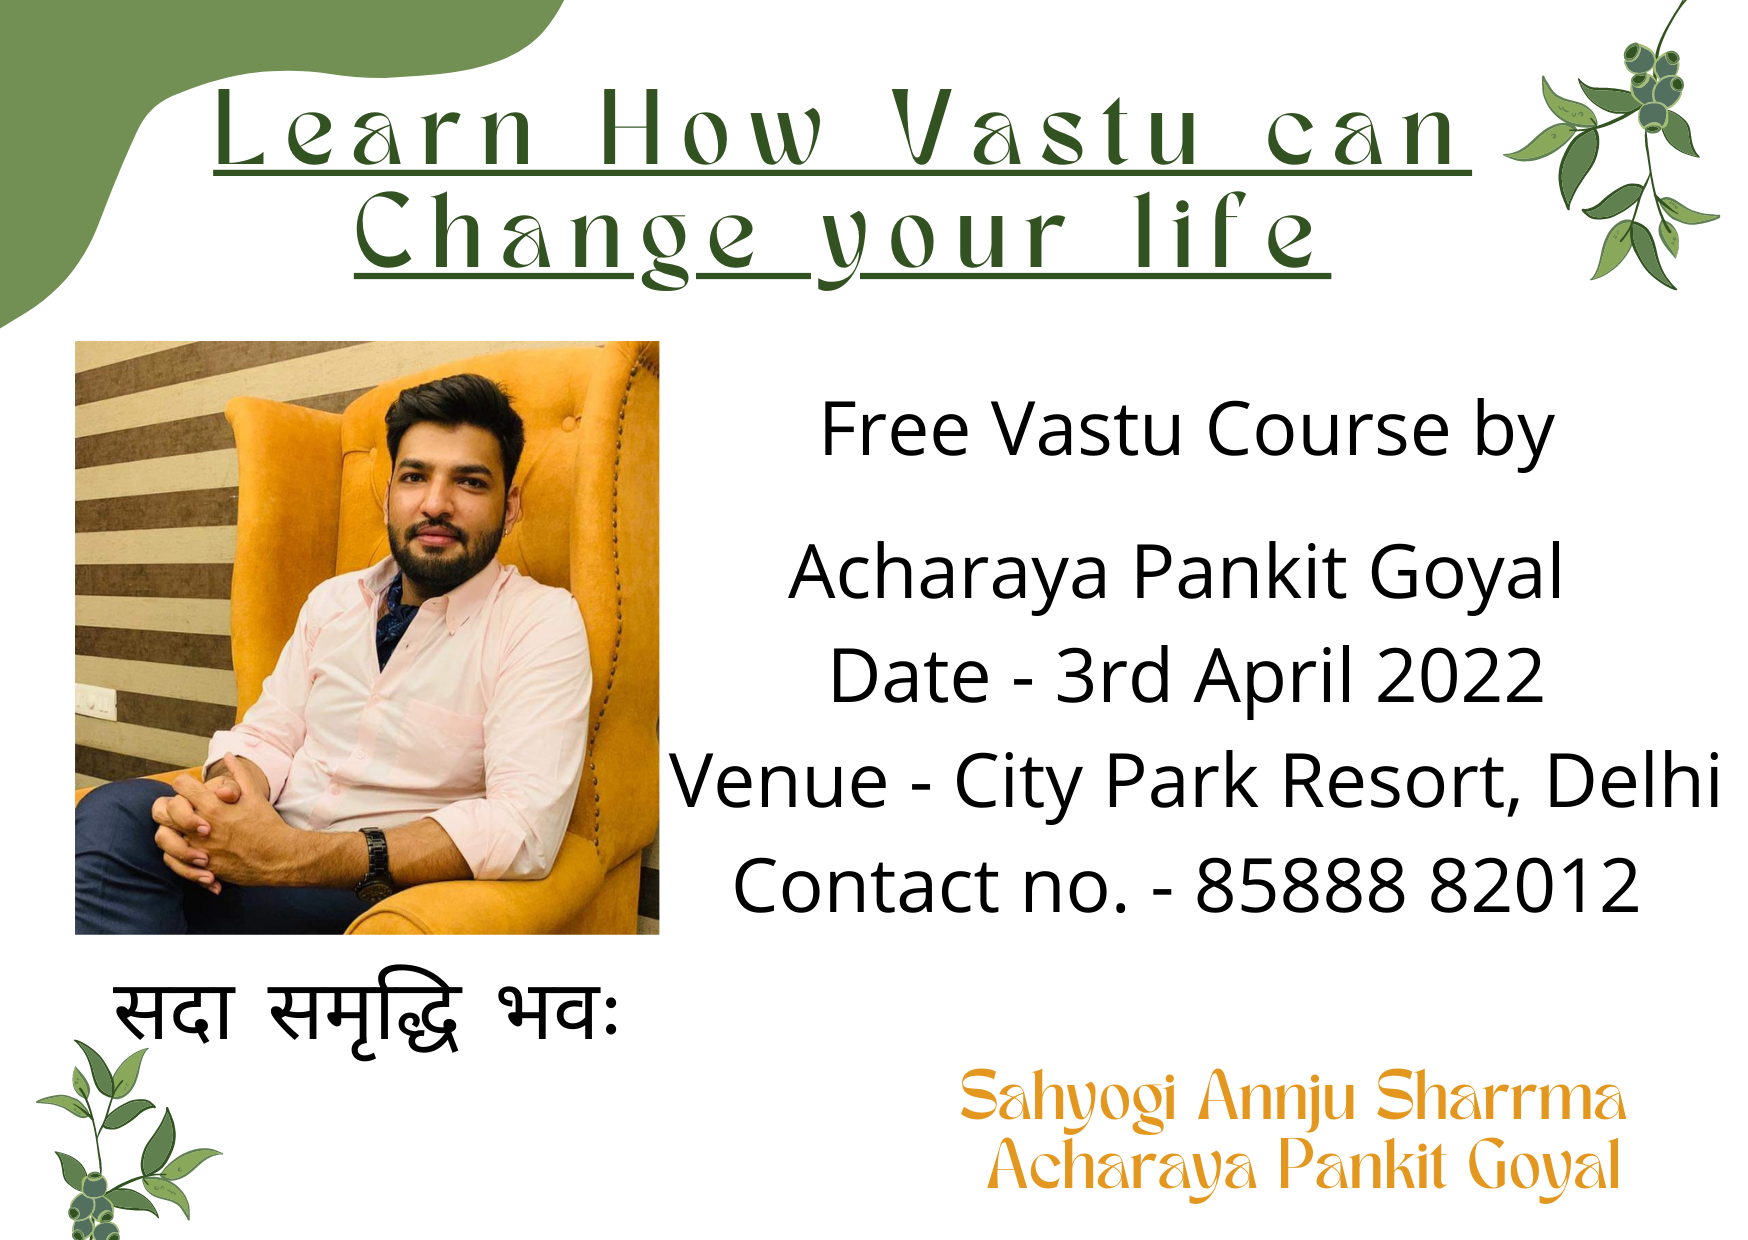 Learn How Vastu can
Change your life
Free Vastu Course by
Acharaya Pankit Goyal
Date - 3rd April 2022
Venue - City Park Resort, Delhi
Contact no. - 85888 82012
सदा समृद्धि भवः
Sahyogi Annju Sharrma
Acharaya Pankit Goyal